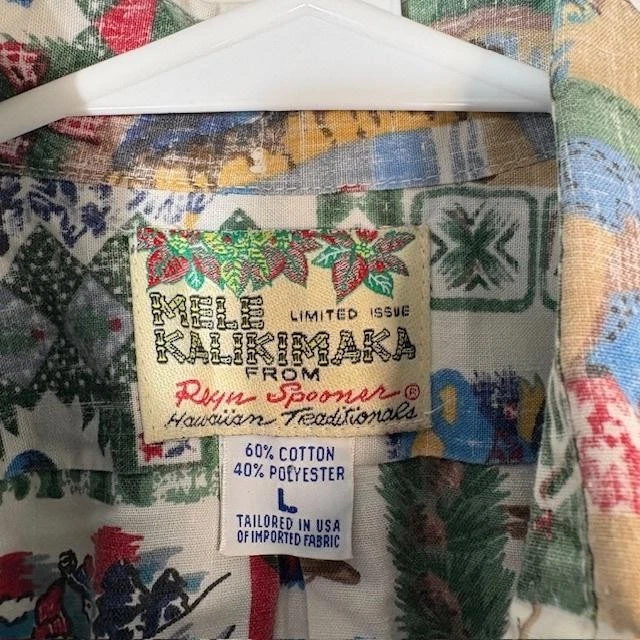 MELE
LIMITED ISSUE
KALIKIMAKA
FROM
Reyn Spooner®
Hawaiian Traditionals
60% COTTON
40% POLYESTER
L
TAILORED IN USA
OF IMPORTED FABRIC